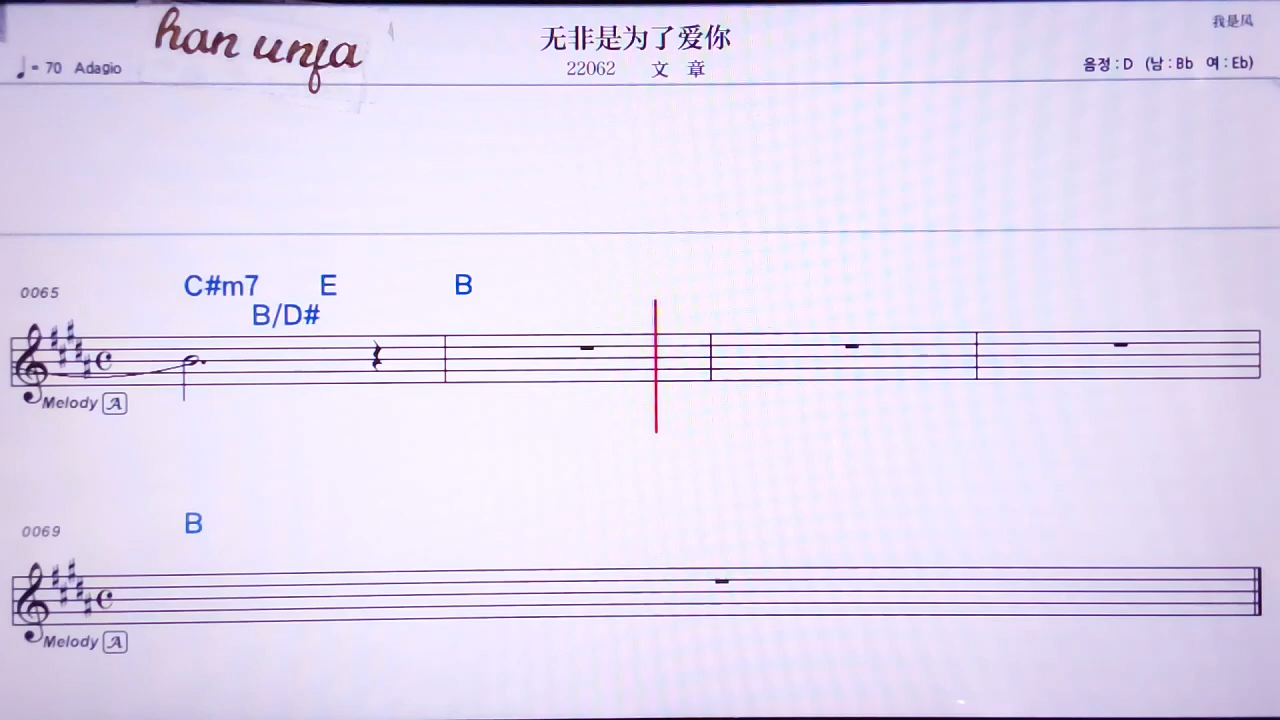 han unfa
无非是为了爱你
我是风
♩= 70 Adagio
22062 文 章
음정 : D (남 : Bb 여 : Eb)
C#m7 E B
0065
B/D#
Melody A
B
0069
Melody A